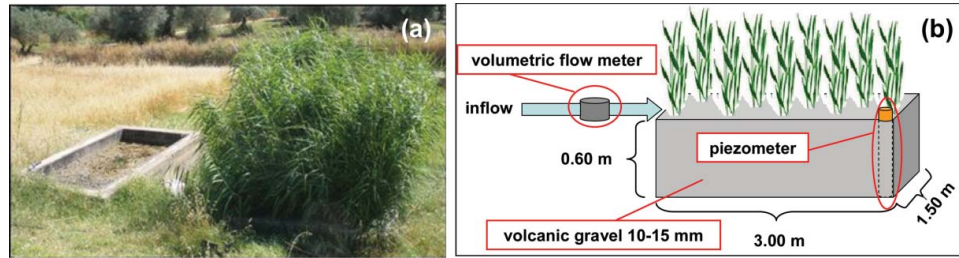 (a)
(b)
volumetric flow meter
inflow
0.60 m
piezometer
volcanic gravel 10-15 mm
3.00 m
1.50 m